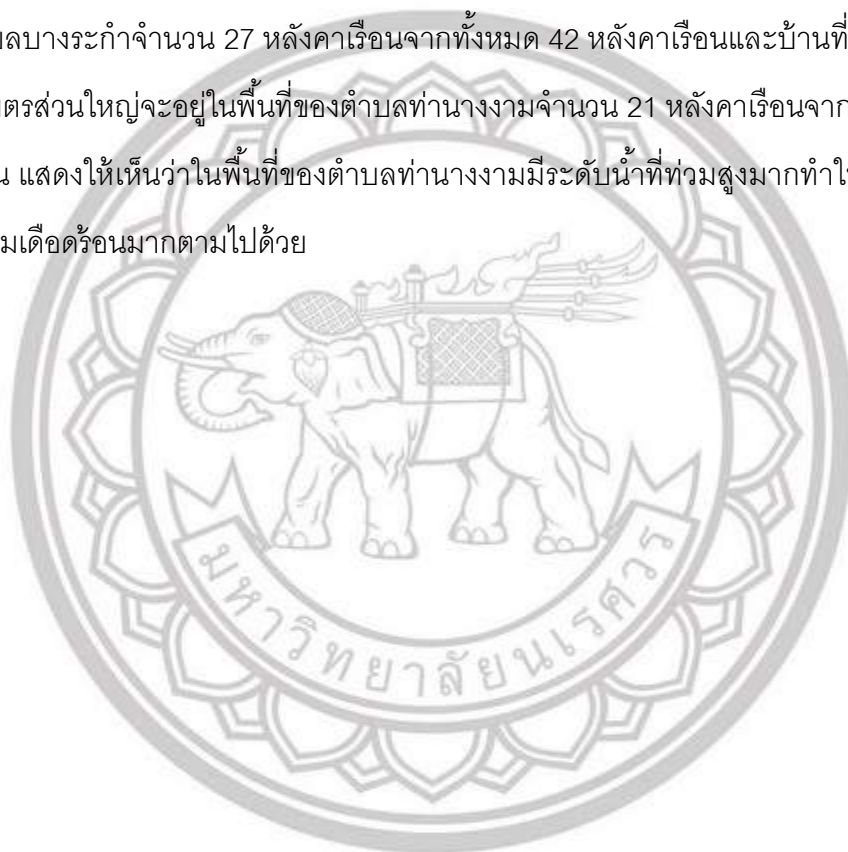 ลบางระกำจำนวน 27 หลังคาเรือนจากทั้งหมด 42 หลังคาเรือนและบ้านที่
ตรส่วนใหญ่จะอยู่ในพื้นที่ของตำบลท่านางงามจำนวน 21 หลังคาเรือนจาก
น แสดงให้เห็นว่าในพื้นที่ของตำบลท่านางงามมีระดับน้ำที่ท่วมสูงมากทำให้
มเดือดร้อนมากตามไปด้วย
มหาวิทยาลัยนเรศวร